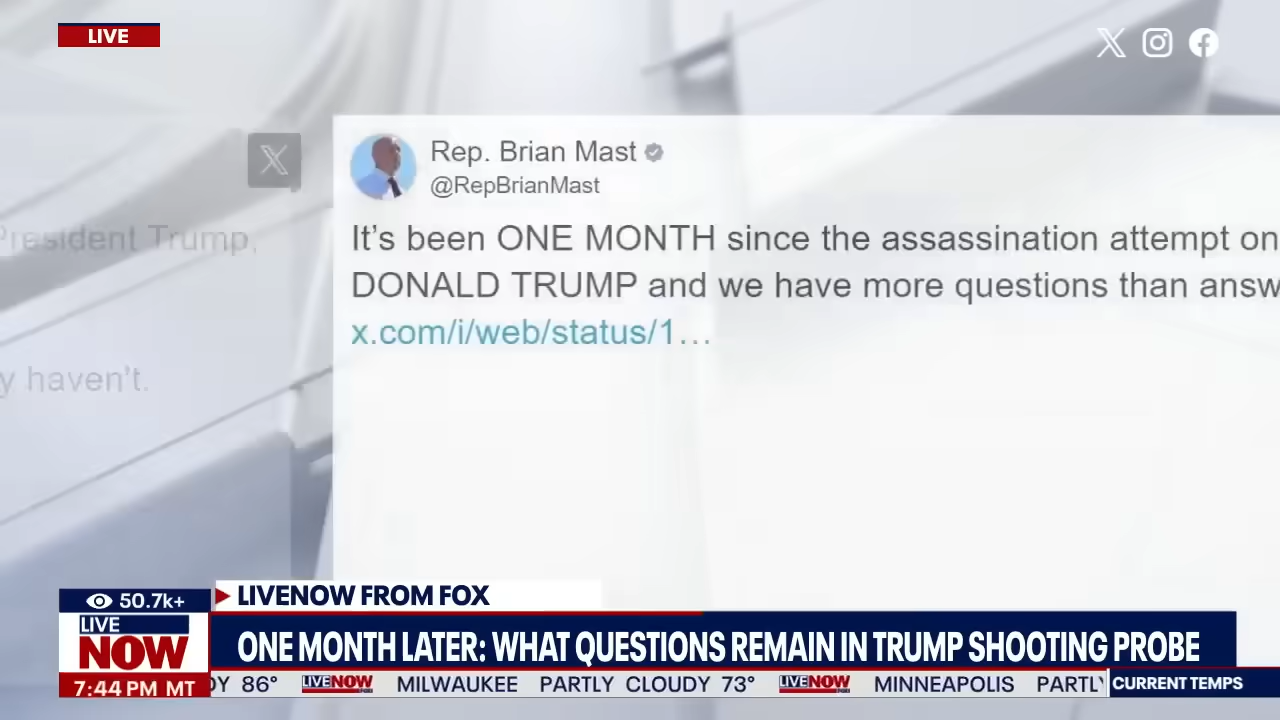 LIVE
President Trump,
y haven't.
Rep. Brian Mast
@RepBrianMast
It's been ONE MONTH since the assassination attempt on
DONALD TRUMP and we have more questions than answ
x.com/i/web/status/1...
50.7k+
LIVENOW FROM FOX
LIVE
NOW
ONE MONTH LATER: WHAT QUESTIONS REMAIN IN TRUMP SHOOTING PROBE
7:44 PM MT
DY 86° LIVENOW MILWAUKEE PARTLY CLOUDY 73° LIVENOW MINNEAPOLIS PARTLY CURRENT TEMPS